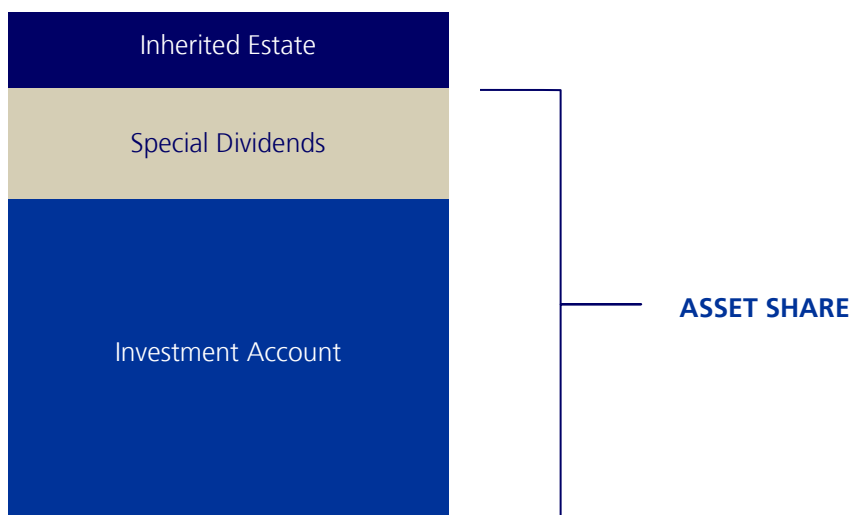 Inherited Estate
Special Dividends
Investment Account
ASSET SHARE